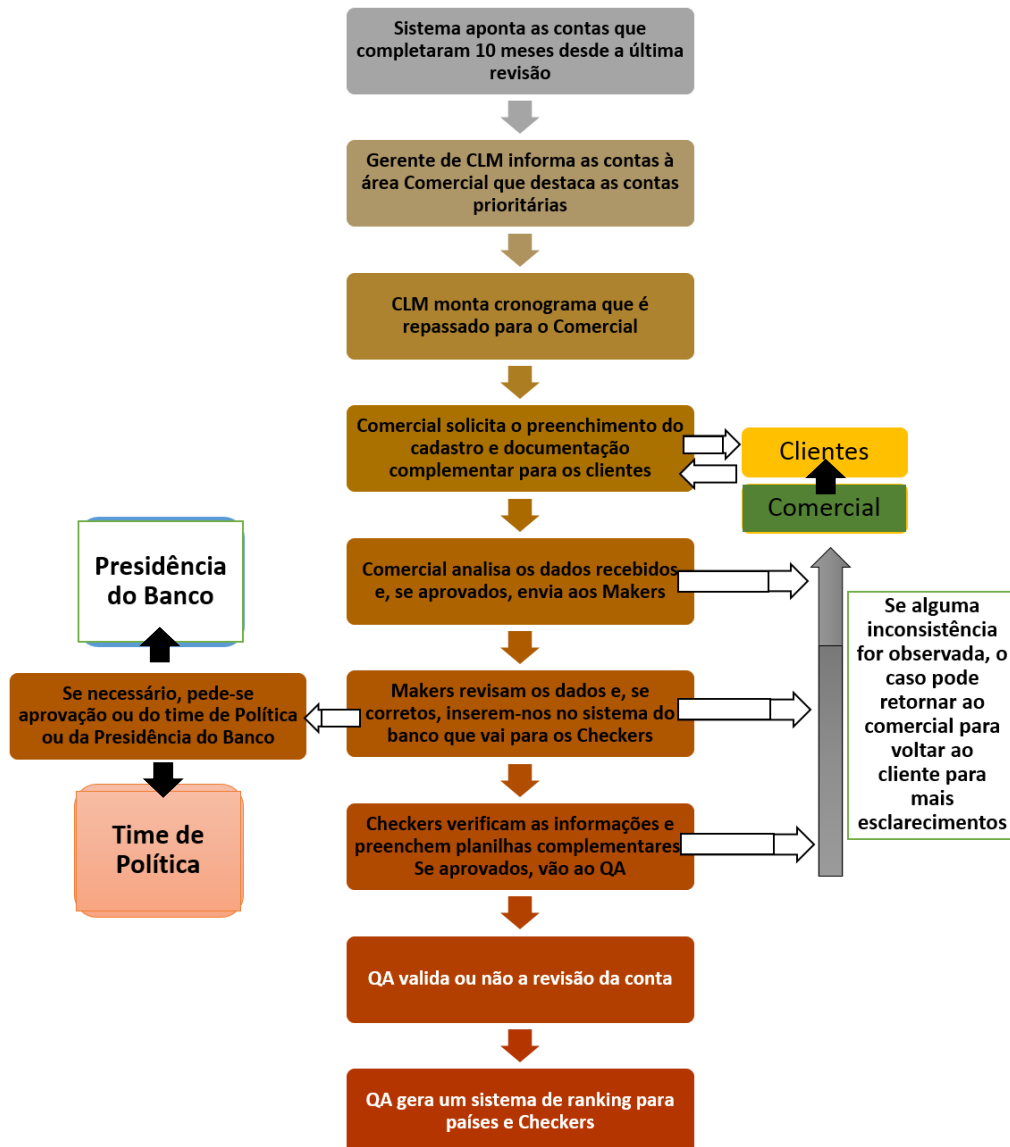 Sistema aponta as contas que
completaram 10 meses desde a última
revisão
Gerente de CLM informa as contas à
área Comercial que destaca as contas
prioritárias
CLM monta cronograma que é
repassado para o Comercial
Comercial solicita o preenchimento do
cadastro e documentação
complementar para os clientes
Clientes
Comercial
Comercial analisa os dados recebidos
e, se aprovados, envia aos Makers
Presidência
do Banco
Se alguma
inconsistência
for observada, o
caso pode
retornar ao
comercial para
voltar ao
cliente para
mais
esclarecimentos
Se necessário, pede-se
aprovação ou do time de Política
ou da Presidência do Banco
Makers revisam os dados e, se
corretos, inserem-nos no sistema do
banco que vai para os Checkers
Time de
Política
Checkers verificam as informações e
preenchem planilhas complementares
Se aprovados, vão ao QA
QA valida ou não a revisão da conta
QA gera um sistema de ranking para
países e Checkers